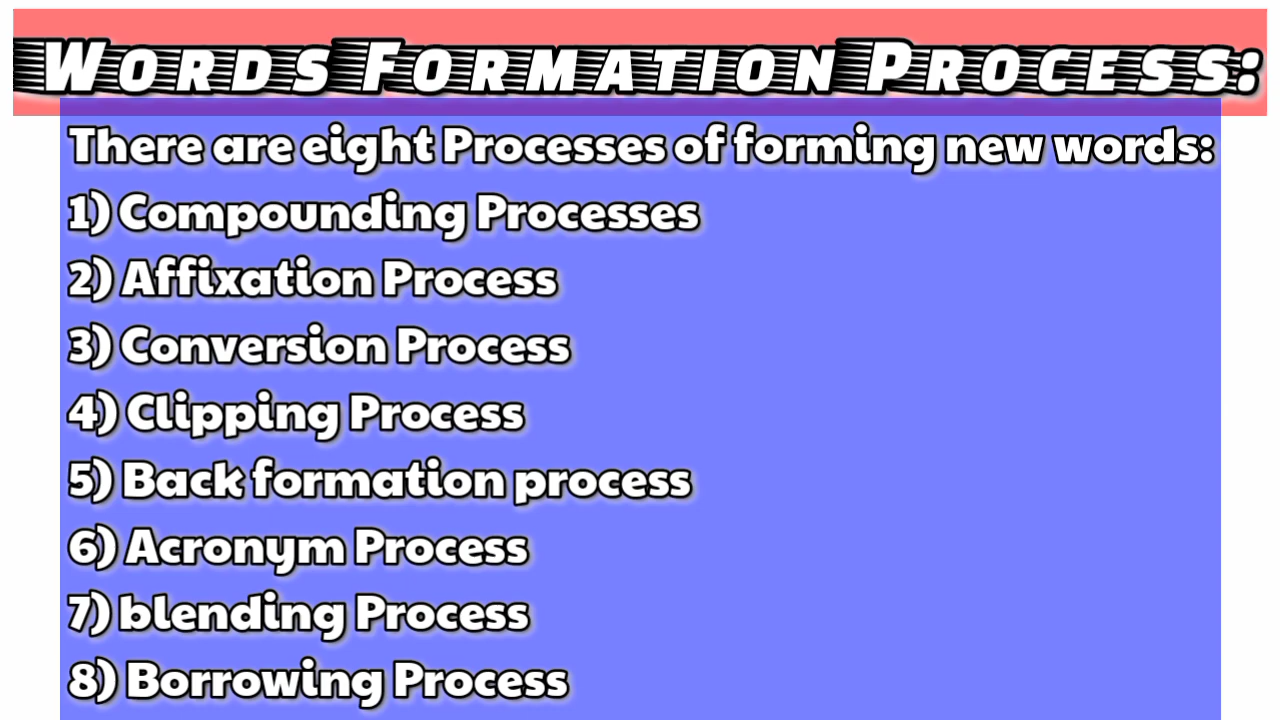 Words Formation Process:
There are eight Processes of forming new words:
1) Compounding Processes
2) Affixation Process
3) Conversion Process
4) Clipping Process
5) Back formation process
6) Acronym Process
7) blending Process
8) Borrowing Process